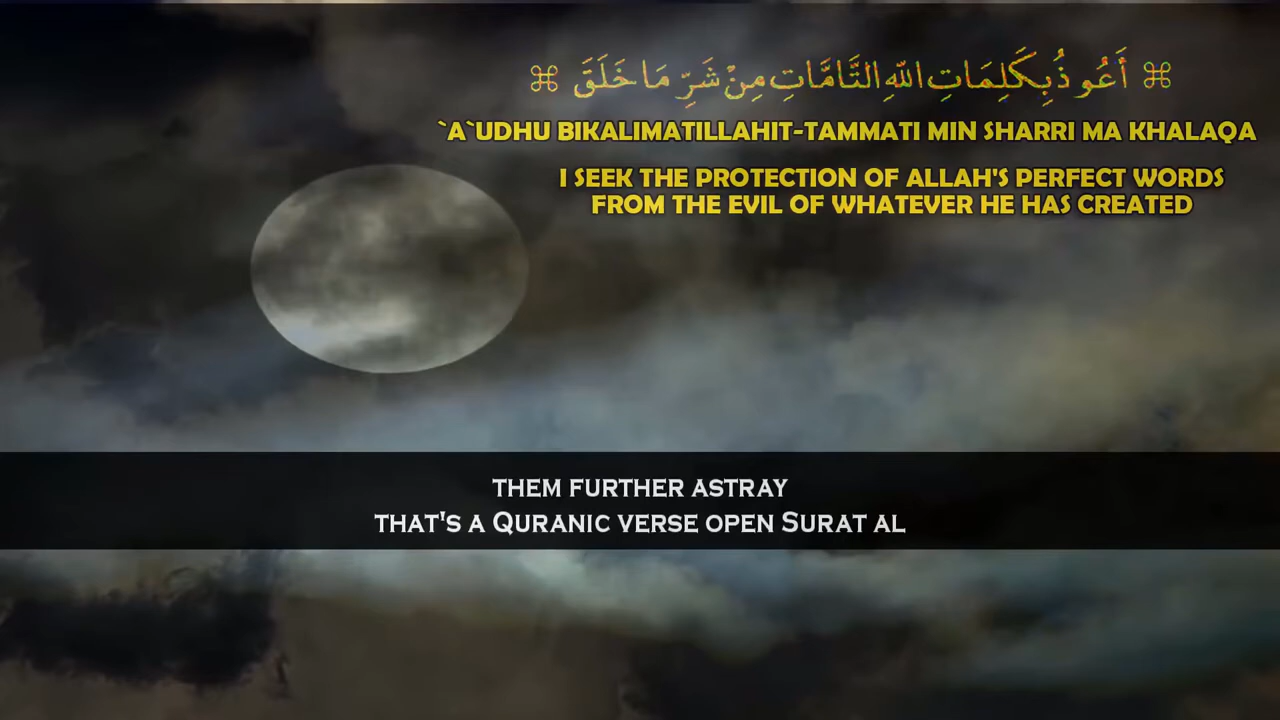 ⌘ أَعُوذُ بِكَلِمَاتِ اللّٰهِ التَّامَّاتِ مِنْ شَرِّ مَا خَلَقَ ⌘
`A`UDHU BIKALIMATILLAHIT-TAMMATI MIN SHARRI MA KHALAQA
I SEEK THE PROTECTION OF ALLAH'S PERFECT WORDS
FROM THE EVIL OF WHATEVER HE HAS CREATED
THEM FURTHER ASTRAY
THAT'S A QURANIC VERSE OPEN SURAT AL